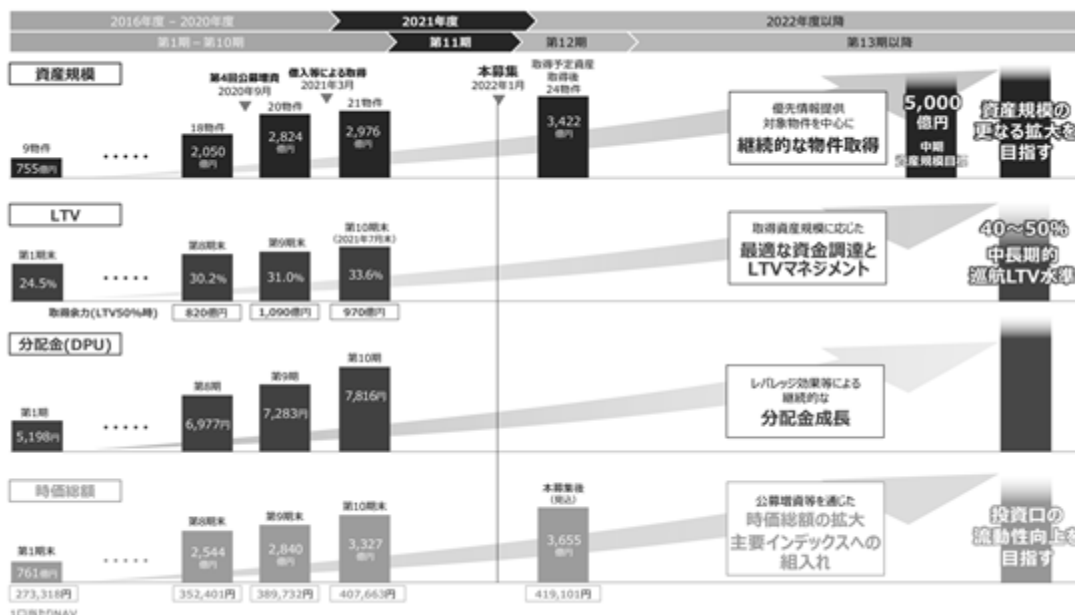 2016年度 – 2020年度
2021年度
2022年度以降
第1期 – 第10期
第11期
第12期
第13期以降
資産規模
第4回公募増資
2020年9月
借入等による取得
2021年3月
本募集
2022年1月
取得予定資産
取得後
24物件
9物件
755億円
18物件
2,050
億円
20物件
2,824
億円
21物件
2,976
億円
3,422
億円
優先情報提供
対象物件を中心に
継続的な物件取得
5,000
億円
中期
資産規模目標
資産規模の
更なる拡大を
目指す
LTV
第1期末
24.5%
第8期末
30.2%
第9期末
31.0%
第10期末
(2021年7月末)
33.6%
取得余力(LTV50%時)
820億円
1,090億円
970億円
取得資産規模に応じた
最適な資金調達と
LTVマネジメント
40~50%
中長期的
巡航LTV水準
分配金(DPU)
第1期
5,198円
第8期
6,977円
第9期
7,283円
第10期
7,816円
レバレッジ効果等による
継続的な
分配金成長
時価総額
第1期末
761億円
第8期末
2,544
億円
第9期末
2,840
億円
第10期末
3,327
億円
本募集後
(見込)
3,655
億円
公募増資等を通じた
時価総額の拡大
主要インデックスへの
組入れ
投資口の
流動性向上を
目指す
273,318円
352,401円
389,732円
407,663円
419,101円
1口当たりNAV